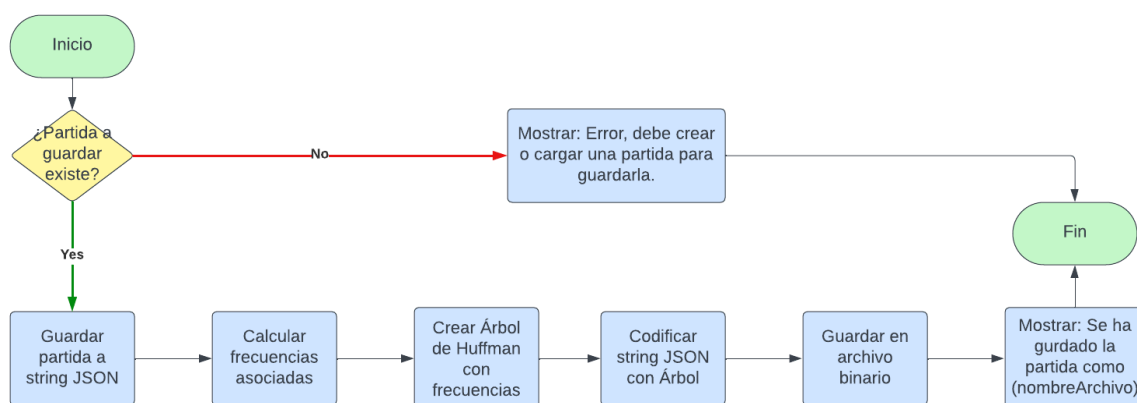 Inicio
¿Partida a
guardar
existe?
No
Mostrar: Error, debe crear
o cargar una partida para
guardarla.
Fin
Yes
Guardar
partida a
string JSON
Calcular
frecuencias
asociadas
Crear Árbol
de Huffman
con
frecuencias
Codificar
string JSON
con Árbol
Guardar en
archivo
binario
Mostrar: Se ha
gurdado la
partida como
(nombreArchivo)